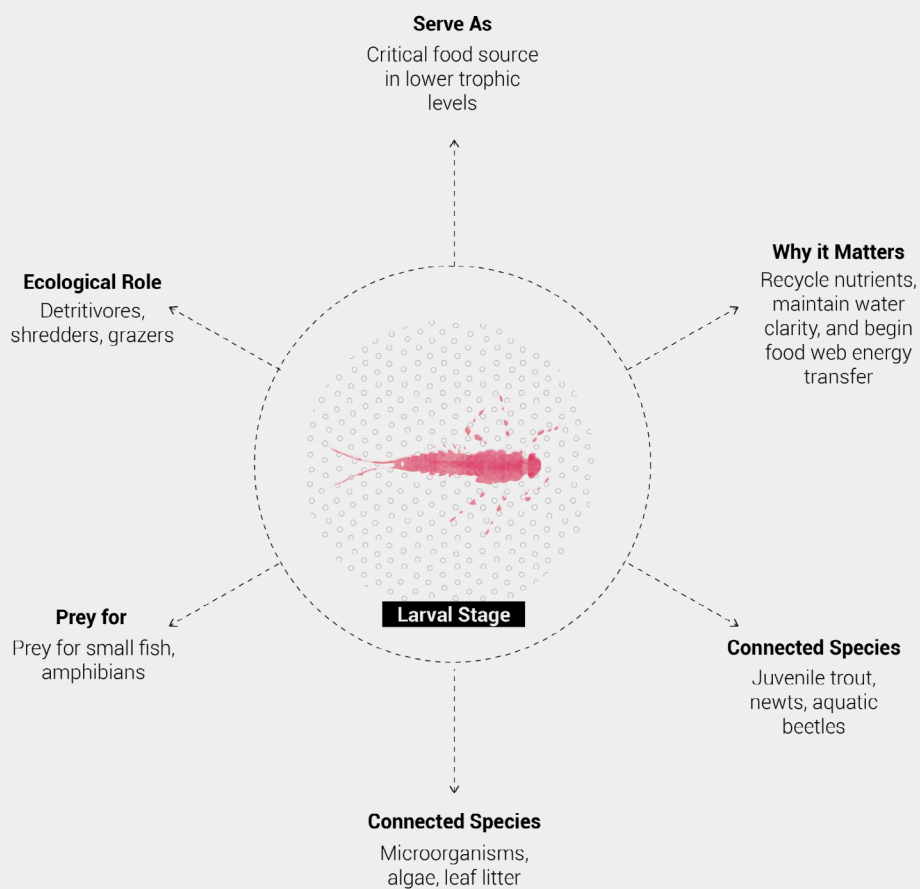 Serve As
Critical food source
in lower trophic
levels
Ecological Role
Detritivores,
shredders, grazers
Why it Matters
Recycle nutrients,
maintain water
clarity, and begin
food web energy
transfer
Larval Stage
Prey for
Prey for small fish,
amphibians
Connected Species
Juvenile trout,
newts, aquatic
beetles
Connected Species
Microorganisms,
algae, leaf litter